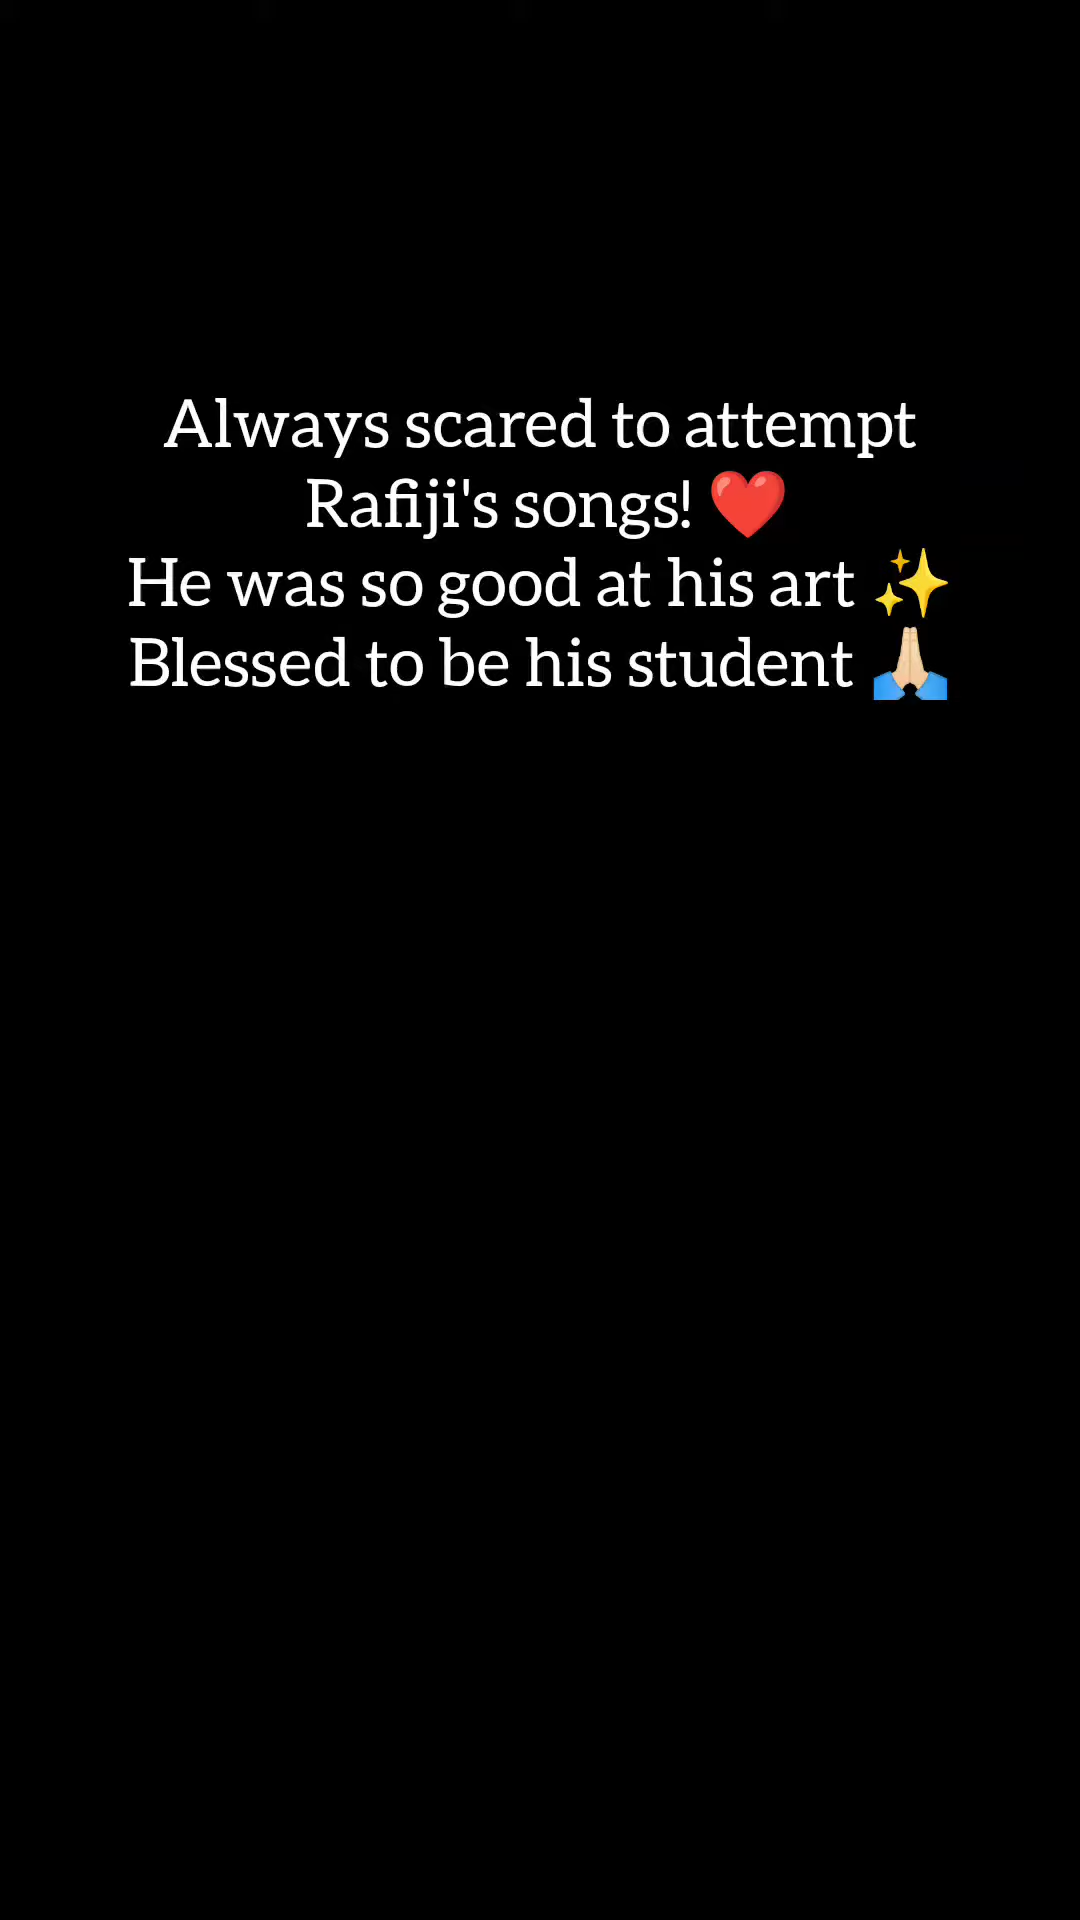 Always scared to attempt
Rafiji's songs! ❤️
He was so good at his art ✨
Blessed to be his student 🙏🏻